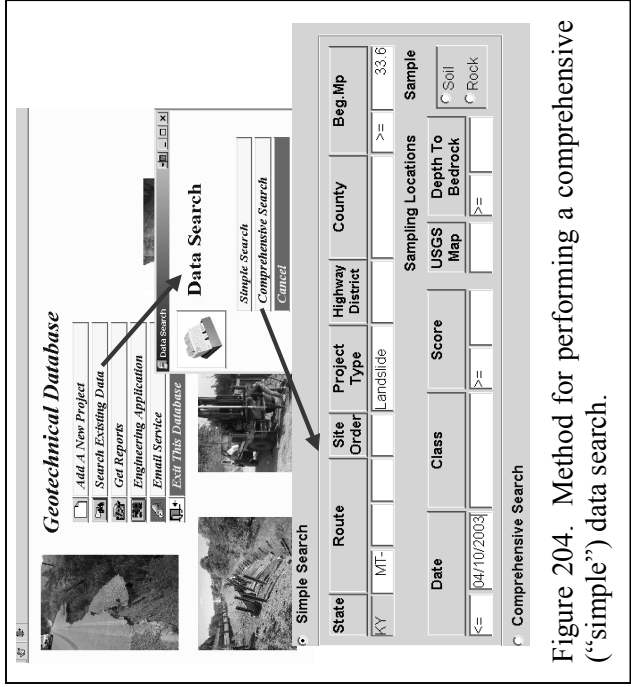 Geotechnical Database
Add A New Project
Search Existing Data
Get Reports
Engineering Application
Email Service
Exit This Database
Data Search
Data Search
Simple Search
Comprehensive Search
Cancel
Simple Search
State Route Site Order Project Type Highway District County Beg.Mp
KY MT- Landslide >= 33.6
Sampling Locations Sample
Date Class Score USGS Map Depth To Bedrock
Soil
Rock
<= 04/10/2003 >= >=
Comprehensive Search
Figure 204. Method for performing a comprehensive
(“simple”) data search.